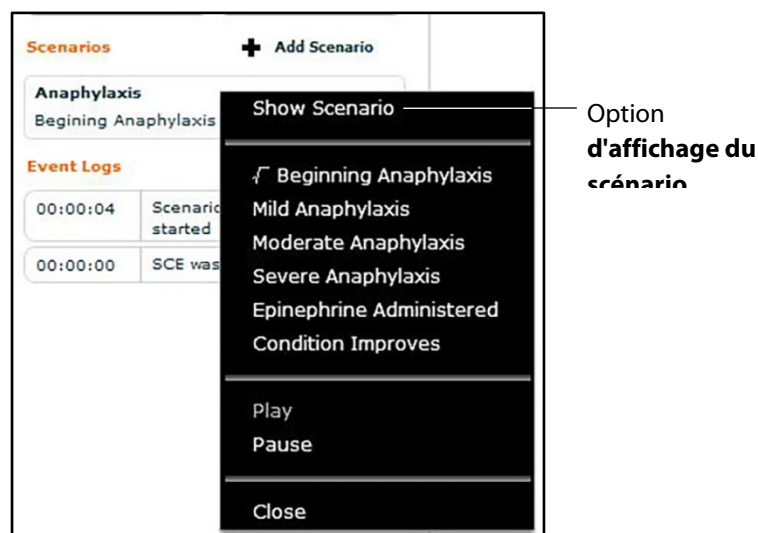 Scenarios + Add Scenario
Anaphylaxis
Begining Anaphylaxis
Event Logs
00:00:04 Scenario
started
00:00:00 SCE was
Show Scenario
√ Beginning Anaphylaxis
Mild Anaphylaxis
Moderate Anaphylaxis
Severe Anaphylaxis
Epinephrine Administered
Condition Improves
Play
Pause
Close
Option
d'affichage du
scénario